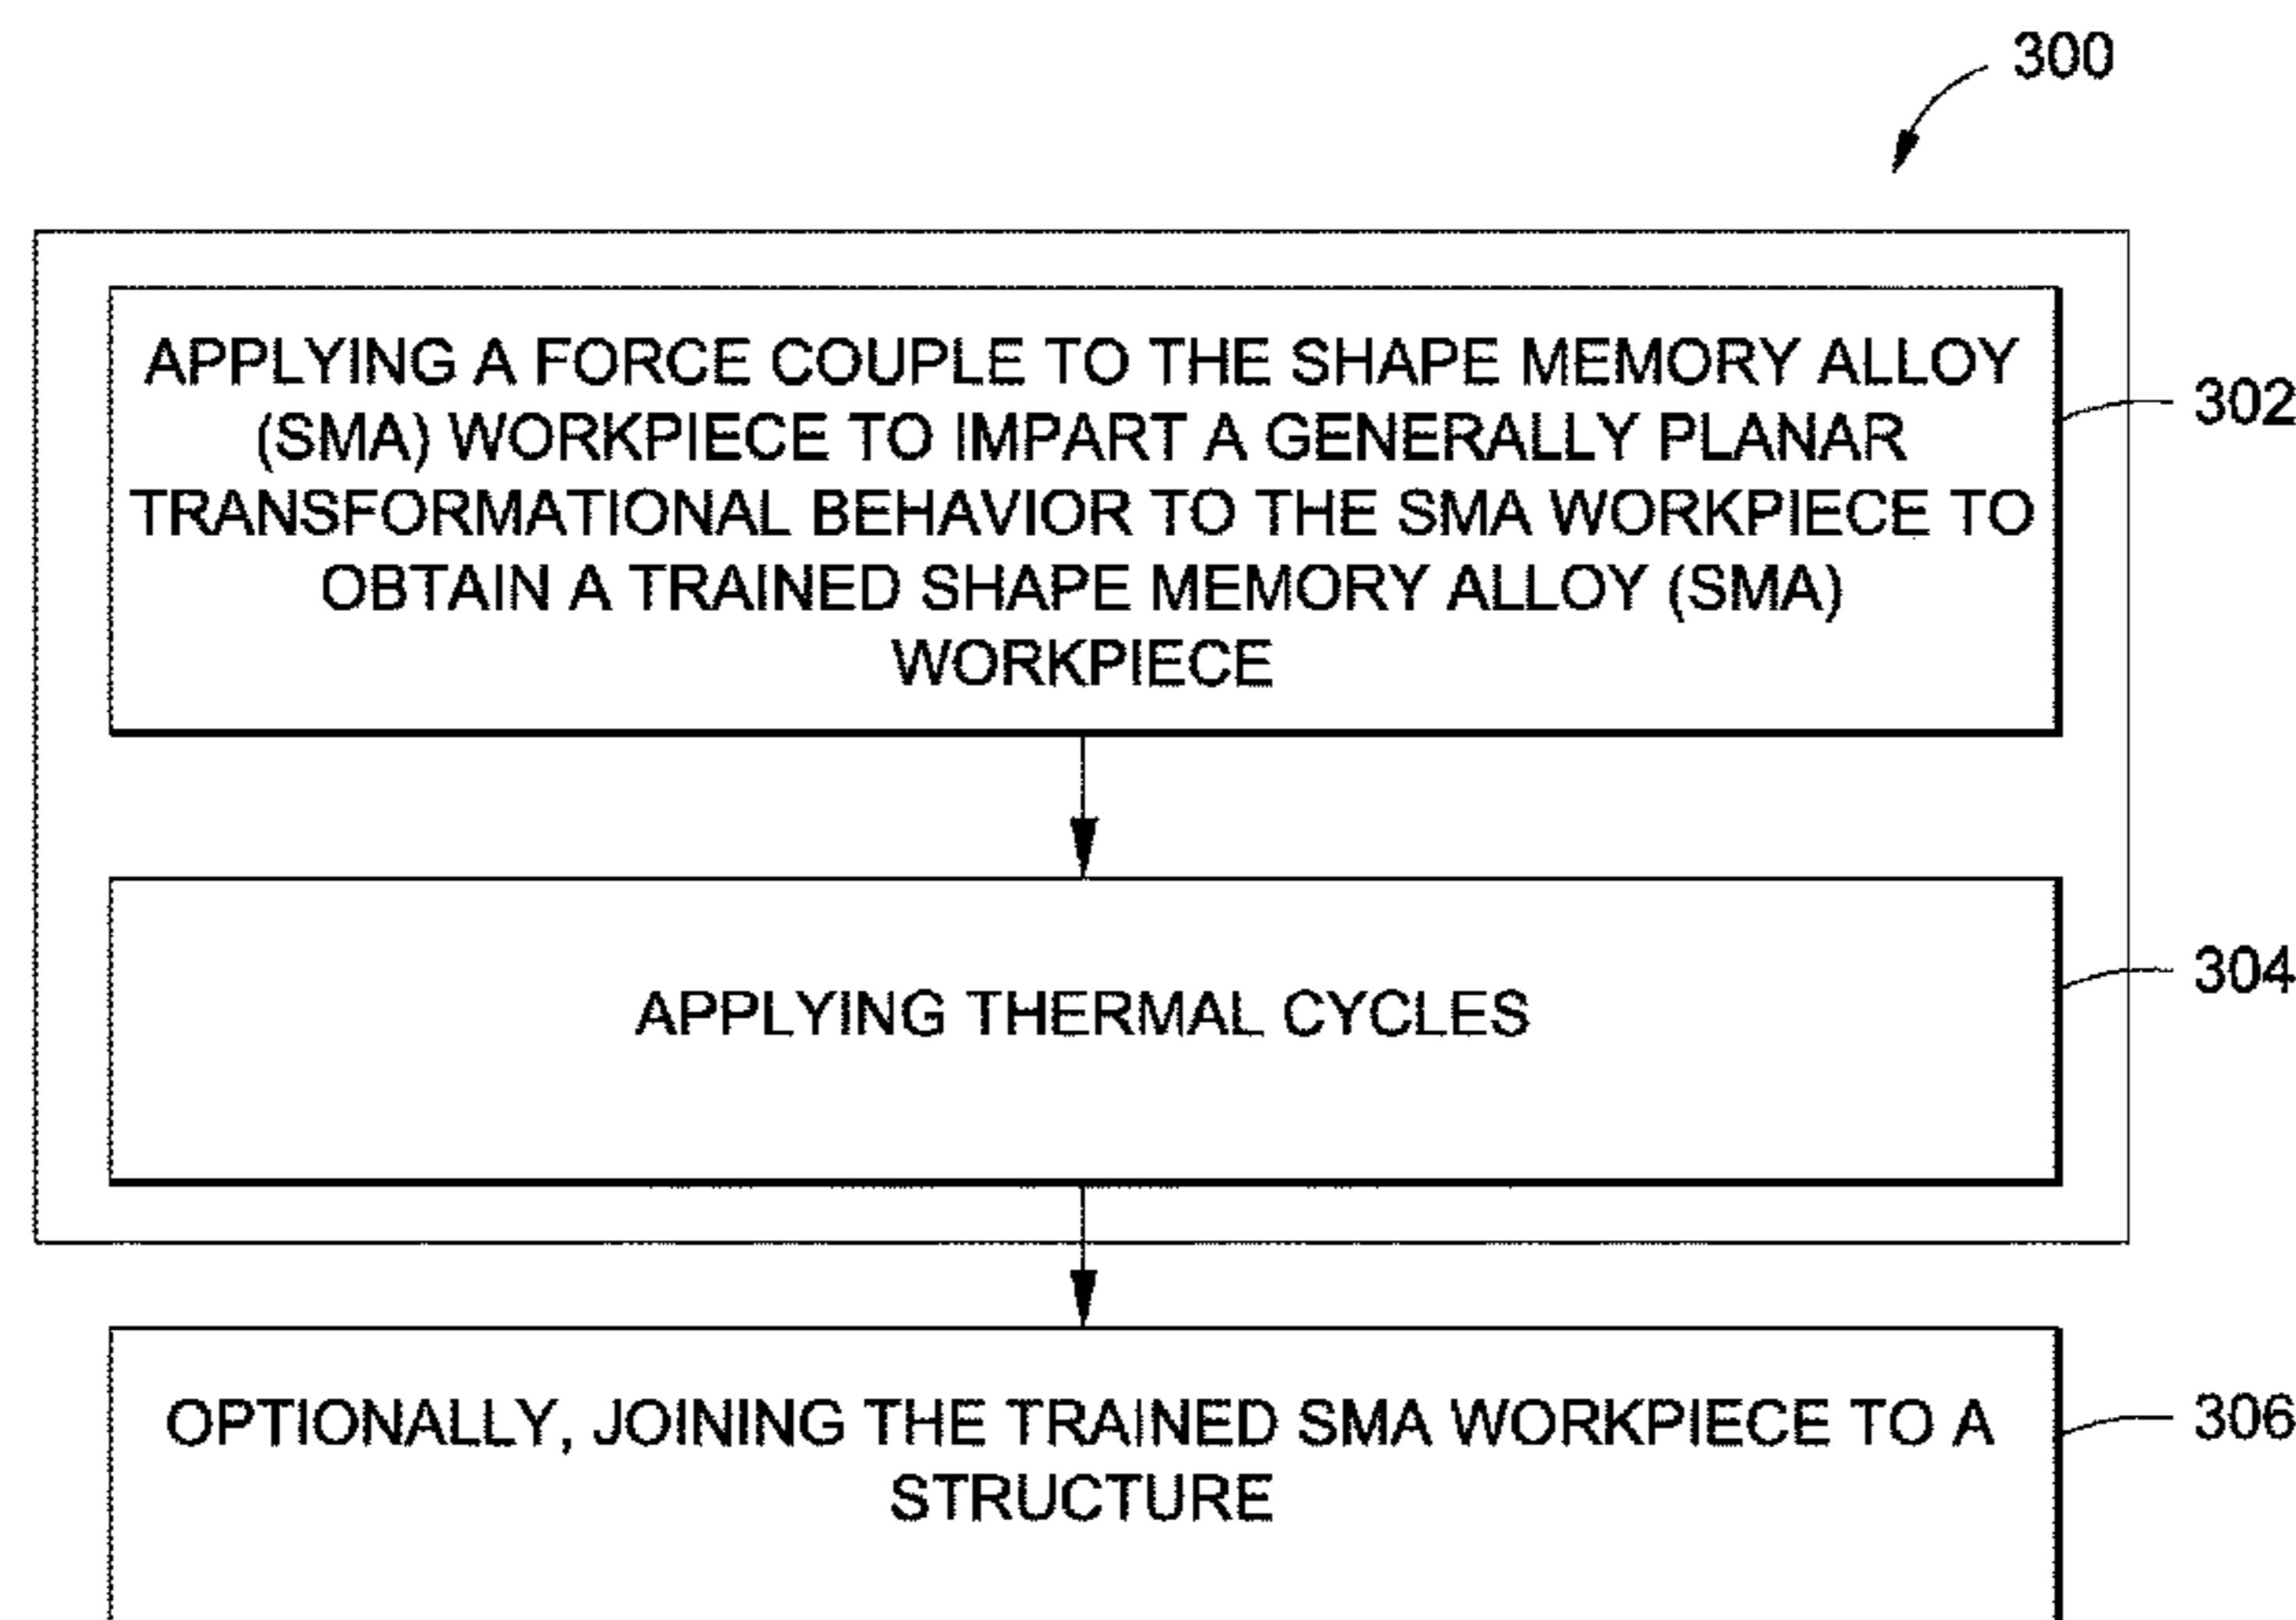 300
APPLYING A FORCE COUPLE TO THE SHAPE MEMORY ALLOY
(SMA) WORKPIECE TO IMPART A GENERALLY PLANAR
TRANSFORMATIONAL BEHAVIOR TO THE SMA WORKPIECE TO
OBTAIN A TRAINED SHAPE MEMORY ALLOY (SMA)
WORKPIECE
302
APPLYING THERMAL CYCLES
304
OPTIONALLY, JOINING THE TRAINED SMA WORKPIECE TO A
STRUCTURE
306